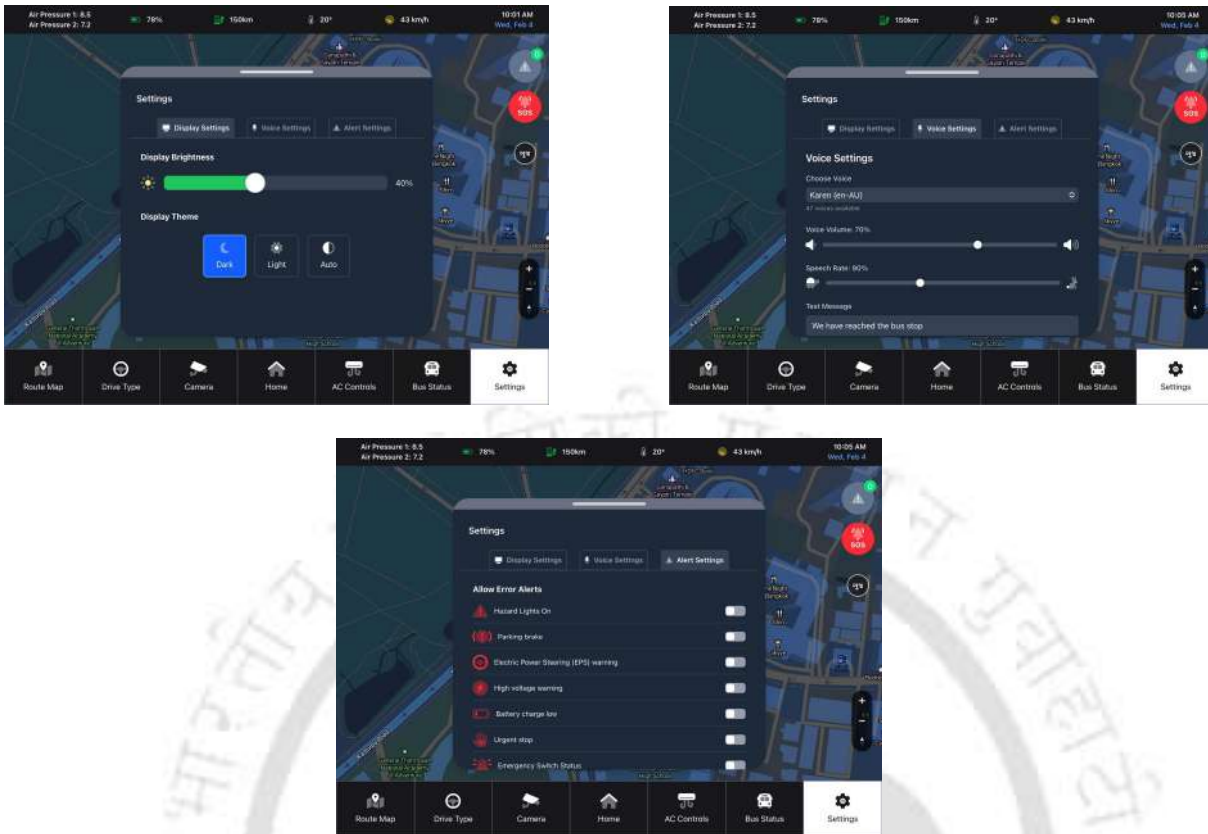 Air Pressure 1: 8.5
Air Pressure 2: 7.2
78%
150km
20°
43 km/h
10:01 AM
Wed, Feb 4
0
SOS
Settings
Display Settings
Voice Settings
Alert Settings
Display Brightness
40%
Display Theme
Dark
Light
Auto
Route Map
Drive Type
Camera
Home
AC Controls
Bus Status
Settings
Air Pressure 1: 8.5
Air Pressure 2: 7.2
78%
150km
20°
43 km/h
Wed, Feb 4
0
SOS
Settings
Display Settings
Voice Settings
Alert Settings
Voice Settings
Choose Voice
Karen (en-AU)
47 voices available
Voice Volume: 70%
Speech Rate: 90%
Test Message
We have reached the bus stop
Route Map
Drive Type
Camera
Home
AC Controls
Bus Status
Settings
Air Pressure 1: 8.5
Air Pressure 2: 7.2
78%
150km
20°
43 km/h
10:05 AM
Wed, Feb 4
0
SOS
Settings
Display Settings
Voice Settings
Alert Settings
Allow Error Alerts
Hazard Lights On
Parking brake
Electric Power Steering (EPS) warning
High voltage warning
Battery charge low
Urgent stop
Emergency Switch Status
Route Map
Drive Type
Camera
Home
AC Controls
Bus Status
Settings